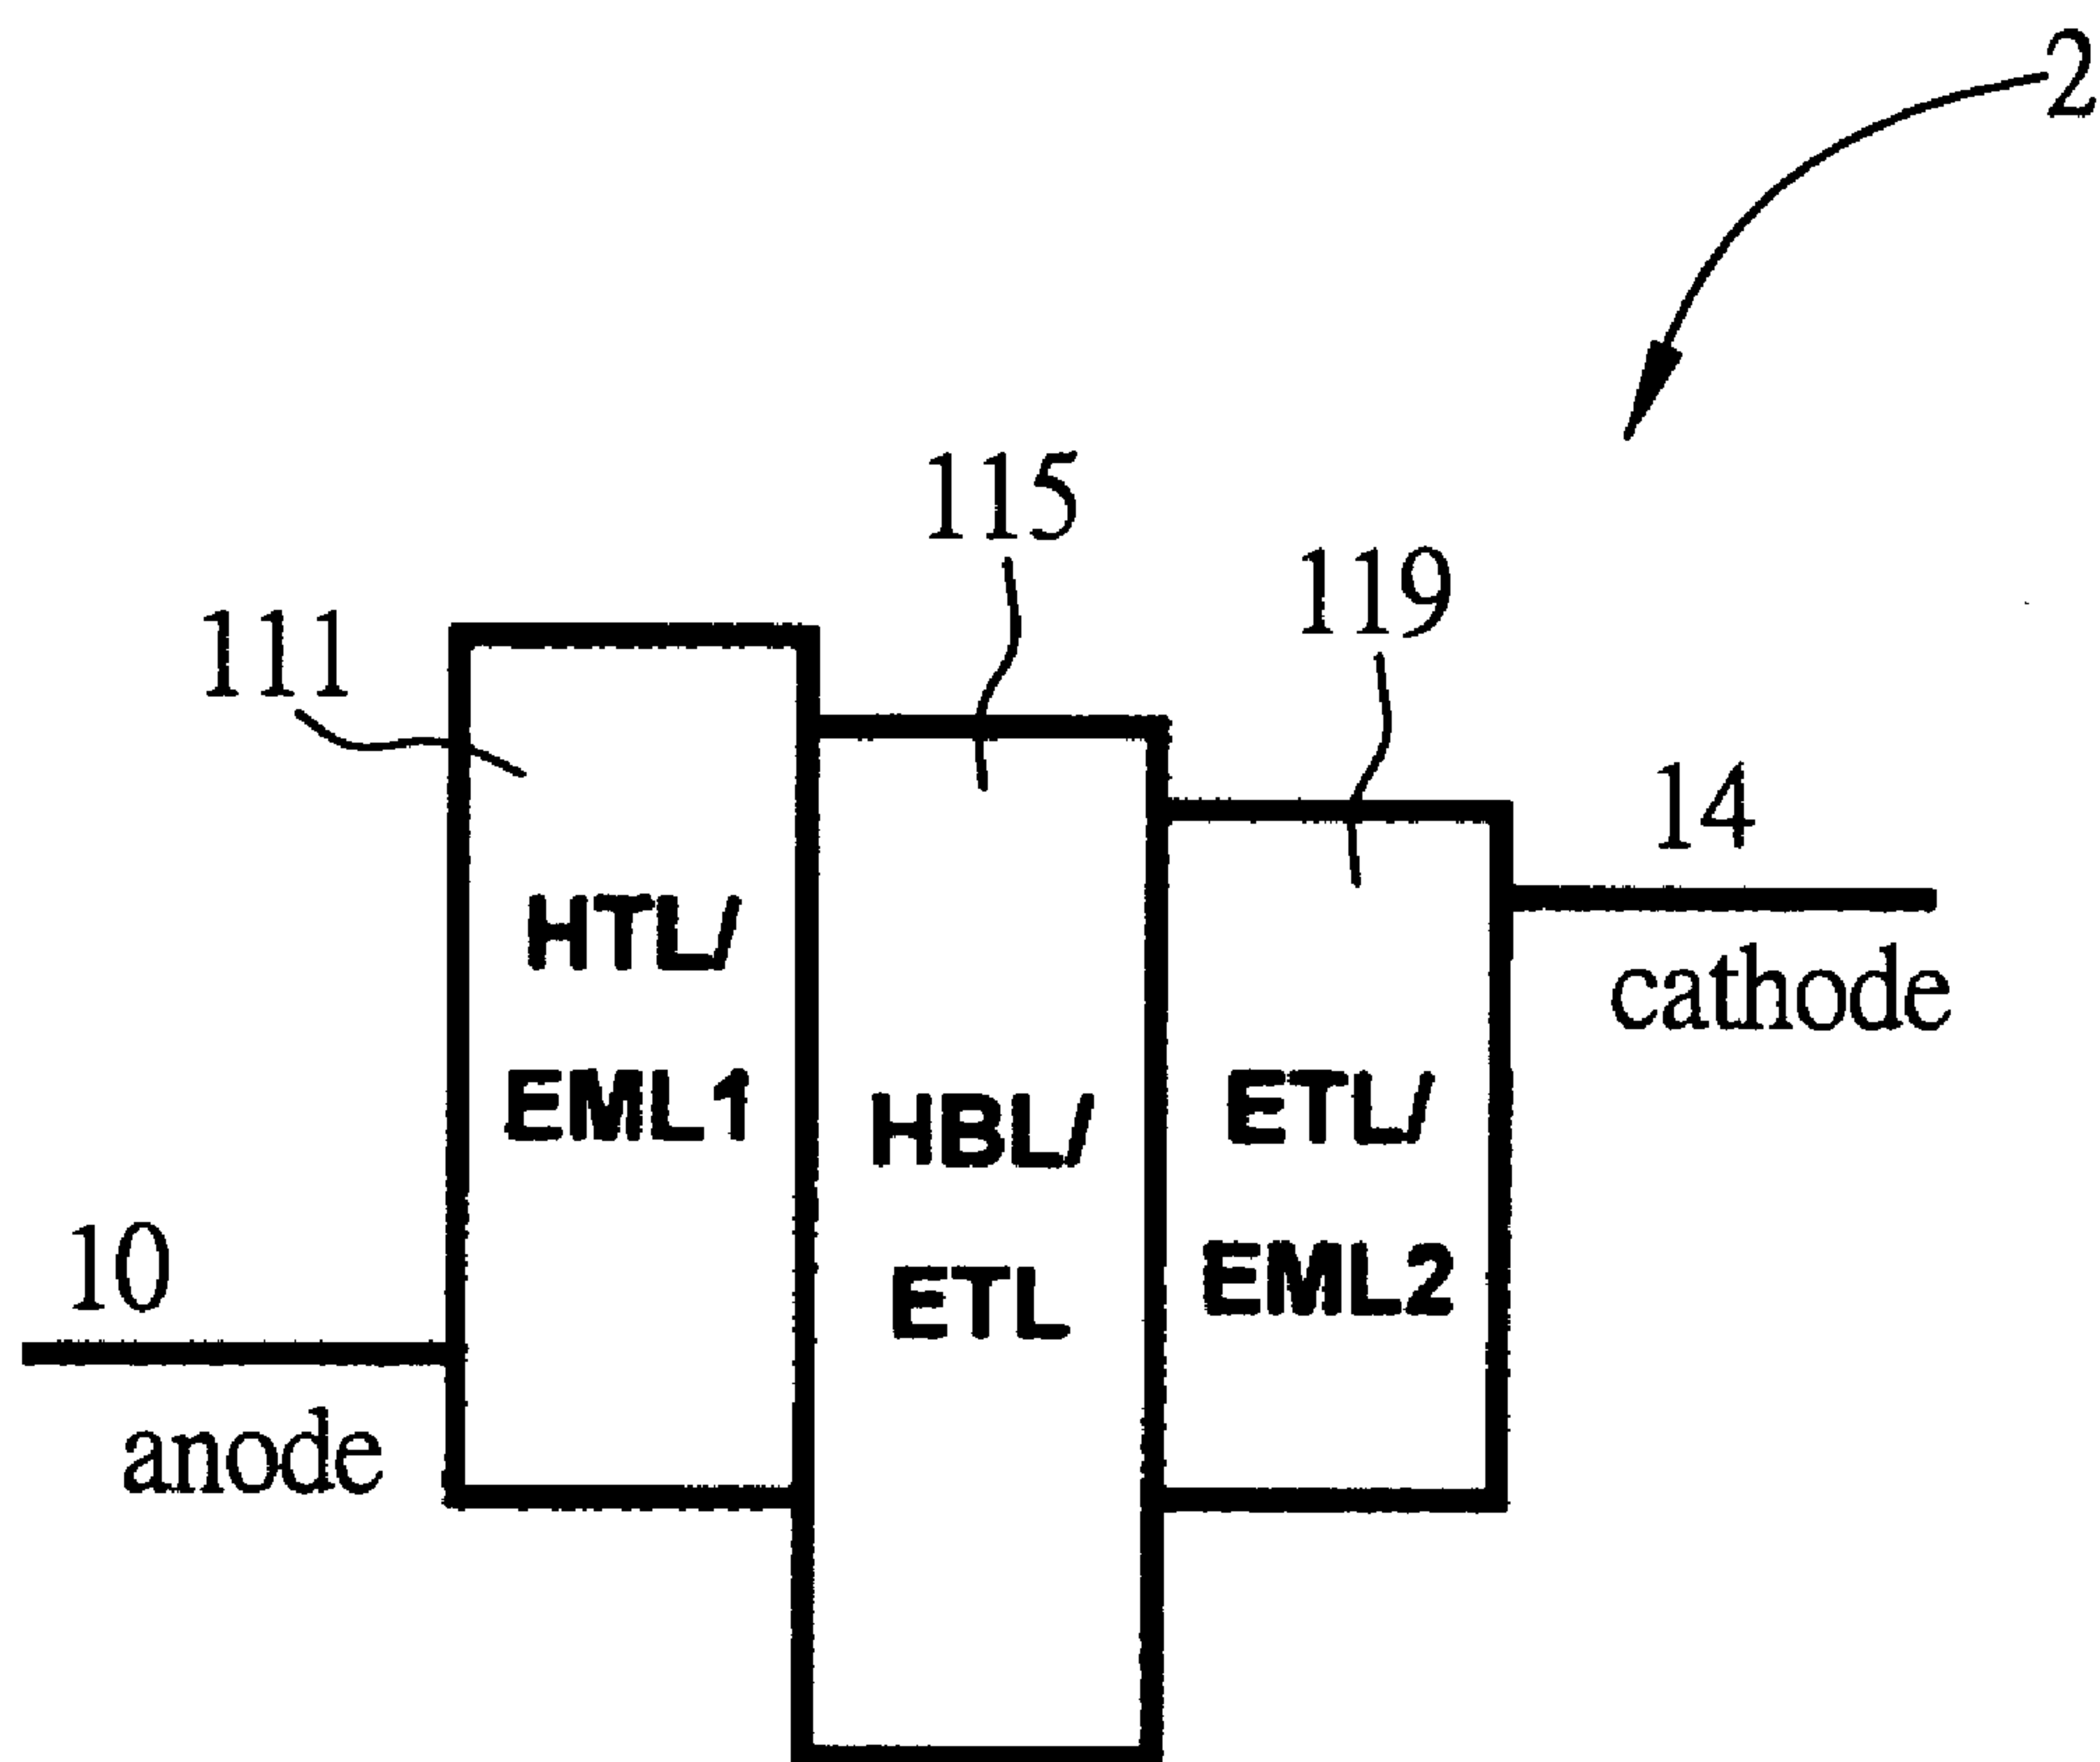 2
115
119
111
14
HTL/
EML1
cathode
HBL/
ETL
ETL/
EML2
10
anode